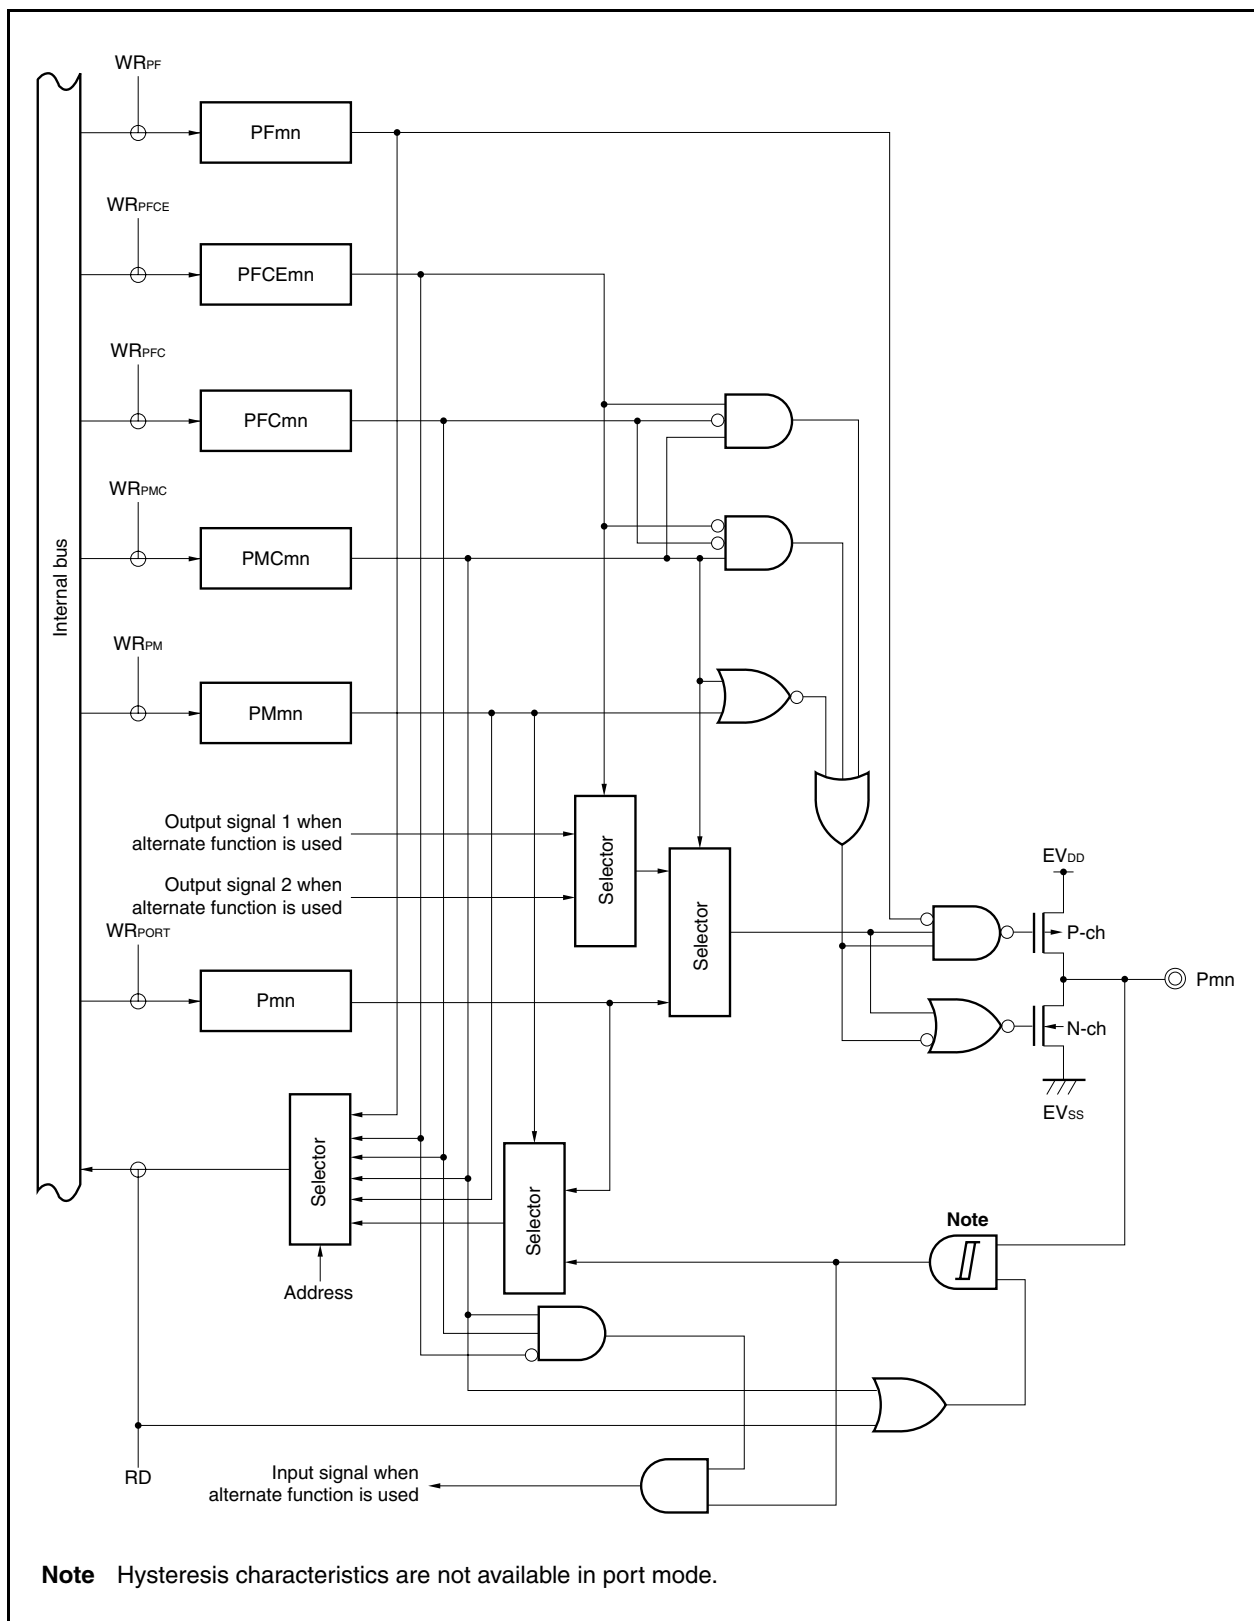 WRPF
PFmn
WRPFCE
PFCEmn
WRPFC
PFCmn
WRPMC
PMCmn
Internal bus
WRPM
PMmn
Output signal 1 when
alternate function is used
Selector
Output signal 2 when
alternate function is used
Selector
EVDD
P-ch
WRPORT
Pmn
Pmn
N-ch
EVSS
Selector
Selector
Note
Address
RD
Input signal when
alternate function is used
Note Hysteresis characteristics are not available in port mode.